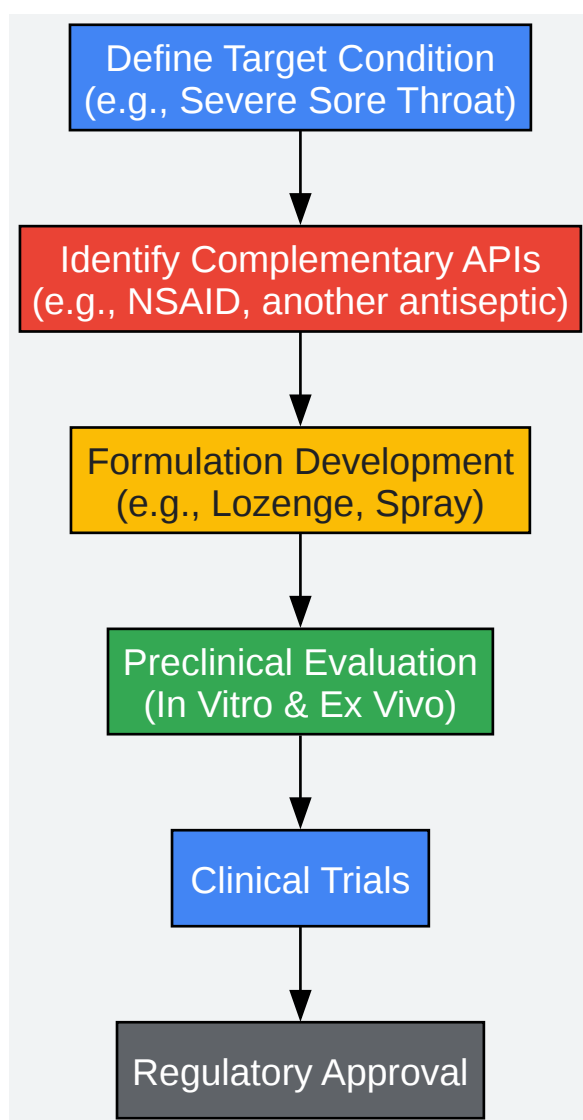 Define Target Condition
(e.g., Severe Sore Throat)
Identify Complementary APIs
(e.g., NSAID, another antiseptic)
Formulation Development
(e.g., Lozenge, Spray)
Preclinical Evaluation
(In Vitro & Ex Vivo)
Clinical Trials
Regulatory Approval